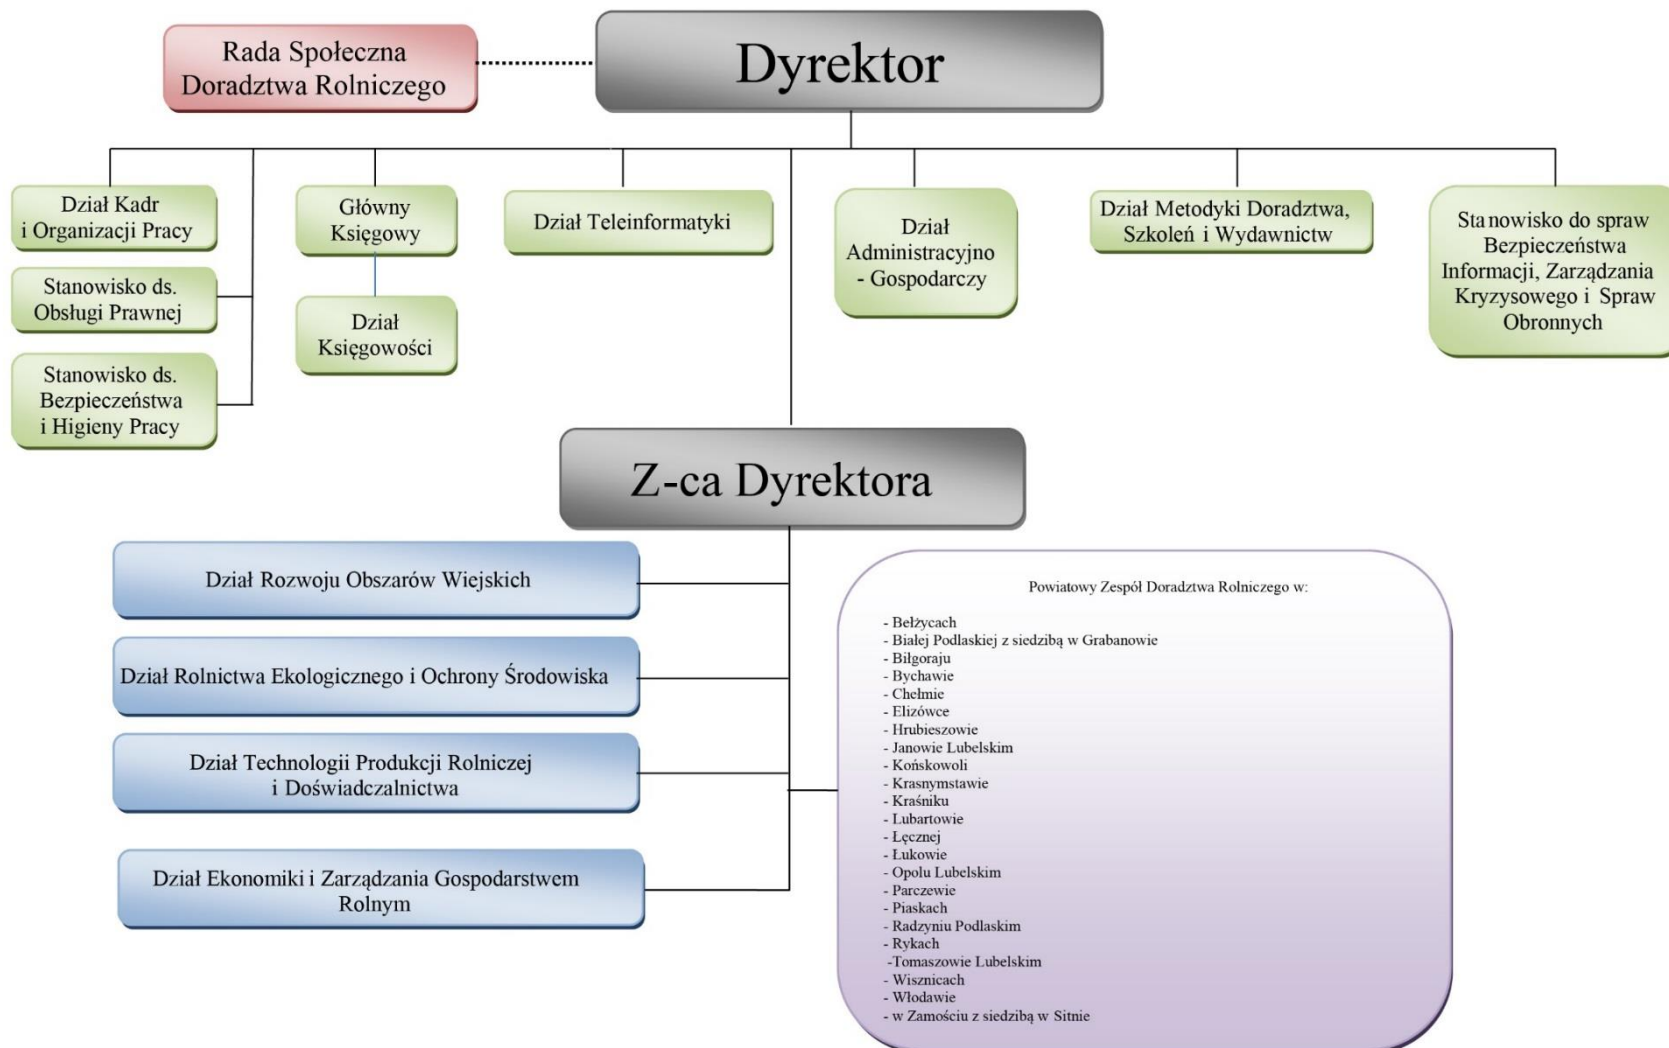 Rada Społeczna
Doradztwa Rolniczego
Dyrektor
Dział Kadr
i Organizacji Pracy
Stanowisko ds.
Obsługi Prawnej
Stanowisko ds.
Bezpieczeństwa
i Higieny Pracy
Główny
Księgowy
Dział
Księgowości
Dział Teleinformatyki
Dział
Administracyjno
- Gospodarczy
Dział Metodyki Doradztwa,
Szkoleń i Wydawnictw
Stanowisko do spraw
Bezpieczeństwa
Informacji, Zarządzania
Kryzysowego i Spraw
Obronnych
Z-ca Dyrektora
Dział Rozwoju Obszarów Wiejskich
Dział Rolnictwa Ekologicznego i Ochrony Środowiska
Dział Technologii Produkcji Rolniczej
i Doświadczalnictwa
Dział Ekonomiki i Zarządzania Gospodarstwem
Rolnym
Powiatowy Zespół Doradztwa Rolniczego w:
- Bełżycach
- Białej Podlaskiej z siedzibą w Grabanowie
- Biłgoraju
- Bychawie
- Chełmie
- Elizówce
- Hrubieszowie
- Janowie Lubelskim
- Końskowoli
- Krasnymstawie
- Kraśniku
- Lubartowie
- Łęcznej
- Łukowie
- Opolu Lubelskim
- Parczewie
- Piaskach
- Radzyniu Podlaskim
- Rykach
-Tomaszowie Lubelskim
- Wisznicach
- Włodawie
- w Zamościu z siedzibą w Sitnie